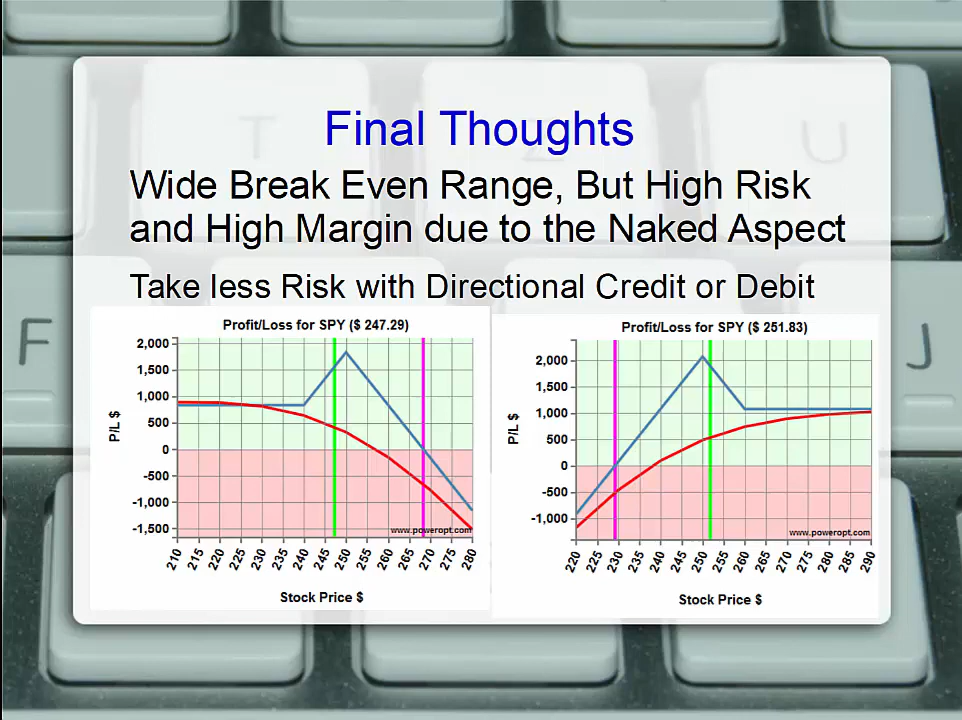 Final Thoughts
Wide Break Even Range, But High Risk
and High Margin due to the Naked Aspect
Take less Risk with Directional Credit or Debit
Profit/Loss for SPY ($ 247.29)
2,000
1,500
1,000
500
0
-500
-1,000
-1,500
P/L $
www.poweropt.com
210 215 220 225 230 235 240 245 250 255 260 265 270 275 280
Stock Price $
Profit/Loss for SPY ($ 251.83)
2,000
1,500
1,000
500
0
-500
-1,000
P/L $
www.poweropt.com
220 225 230 235 240 245 250 255 260 265 270 275 280 285 290
Stock Price $
T
U
F
J